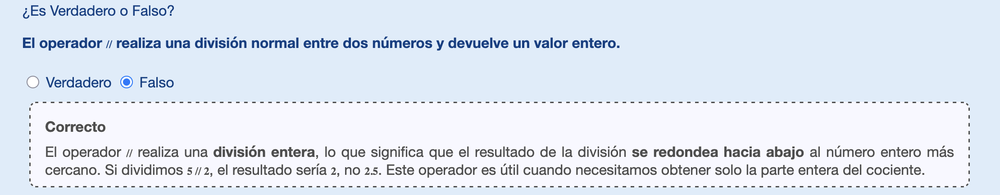 ¿Es Verdadero o Falso?
El operador // realiza una división normal entre dos números y devuelve un valor entero.
Verdadero Falso
Correcto
El operador // realiza una división entera, lo que significa que el resultado de la división se redondea hacia abajo al número entero más
cercano. Si dividimos 5 // 2, el resultado sería 2, no 2.5. Este operador es útil cuando necesitamos obtener solo la parte entera del cociente.